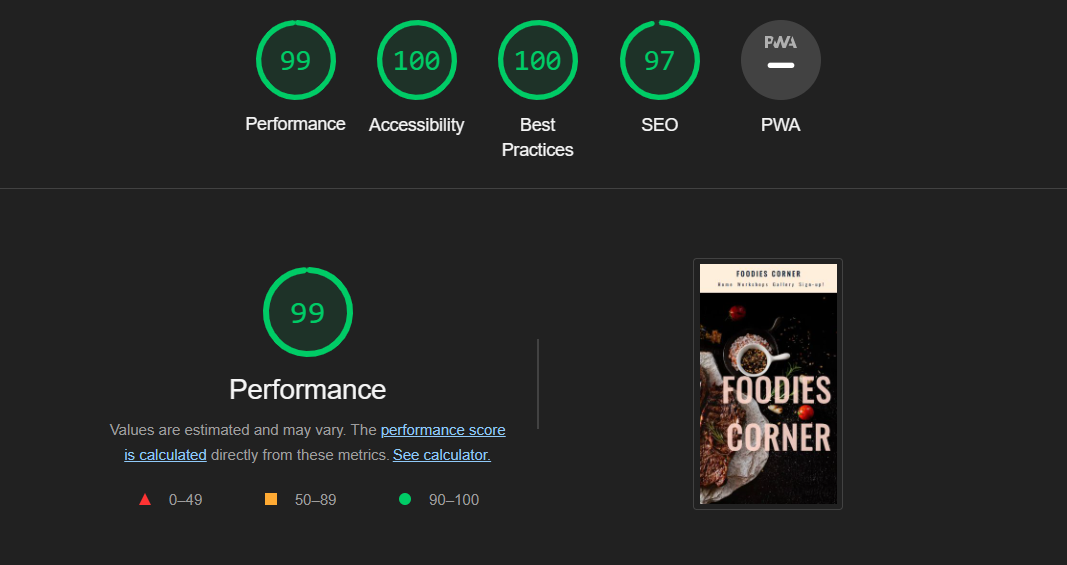 99
100
100
97
PWA
Performance
Accessibility
Best
Practices
SEO
PWA
99
Performance
Values are estimated and may vary. The performance score
is calculated directly from these metrics. See calculator.
0–49
50–89
90–100
FOODIES CORNER
Home Workshops Gallery Sign-up!
FOODIES
CORNER